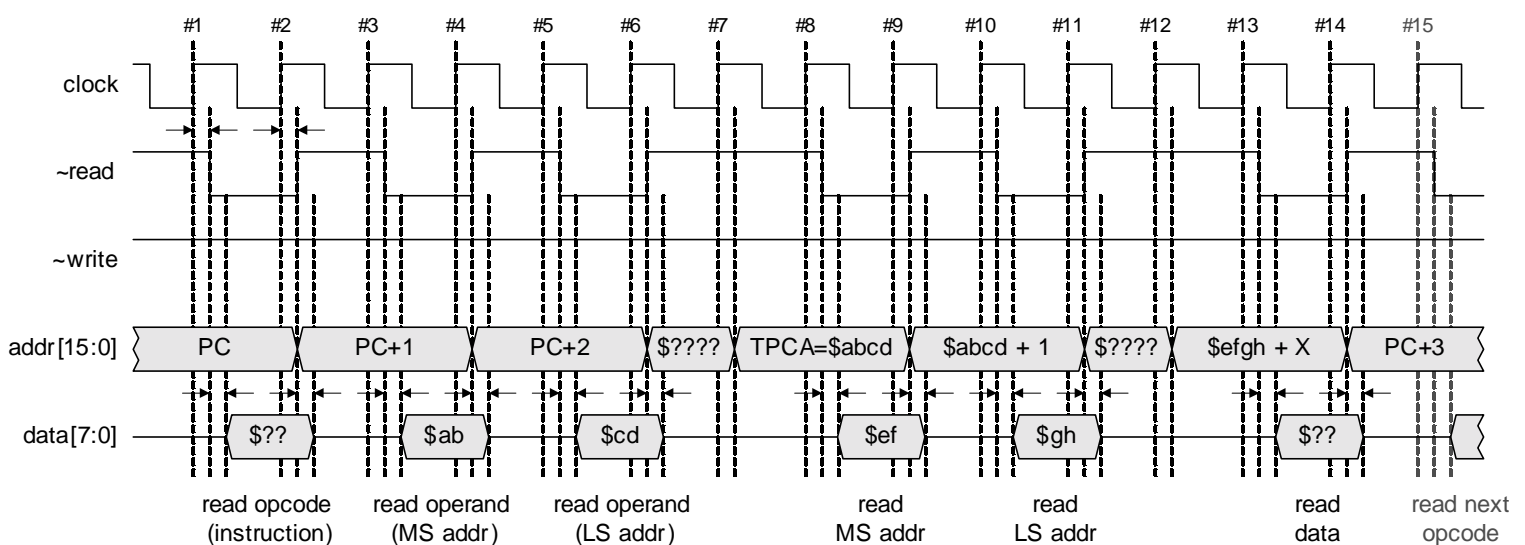 #1 #2 #3 #4 #5 #6 #7 #8 #9 #10 #11 #12 #13 #14 #15
clock
~read
~write
addr[15:0] PC PC+1 PC+2 $???? TPCA=$abcd $abcd + 1 $???? $efgh + X PC+3
data[7:0] $?? $ab $cd $ef $gh $??
read opcode read operand read operand read read read read next
(instruction) (MS addr) (LS addr) MS addr LS addr data opcode